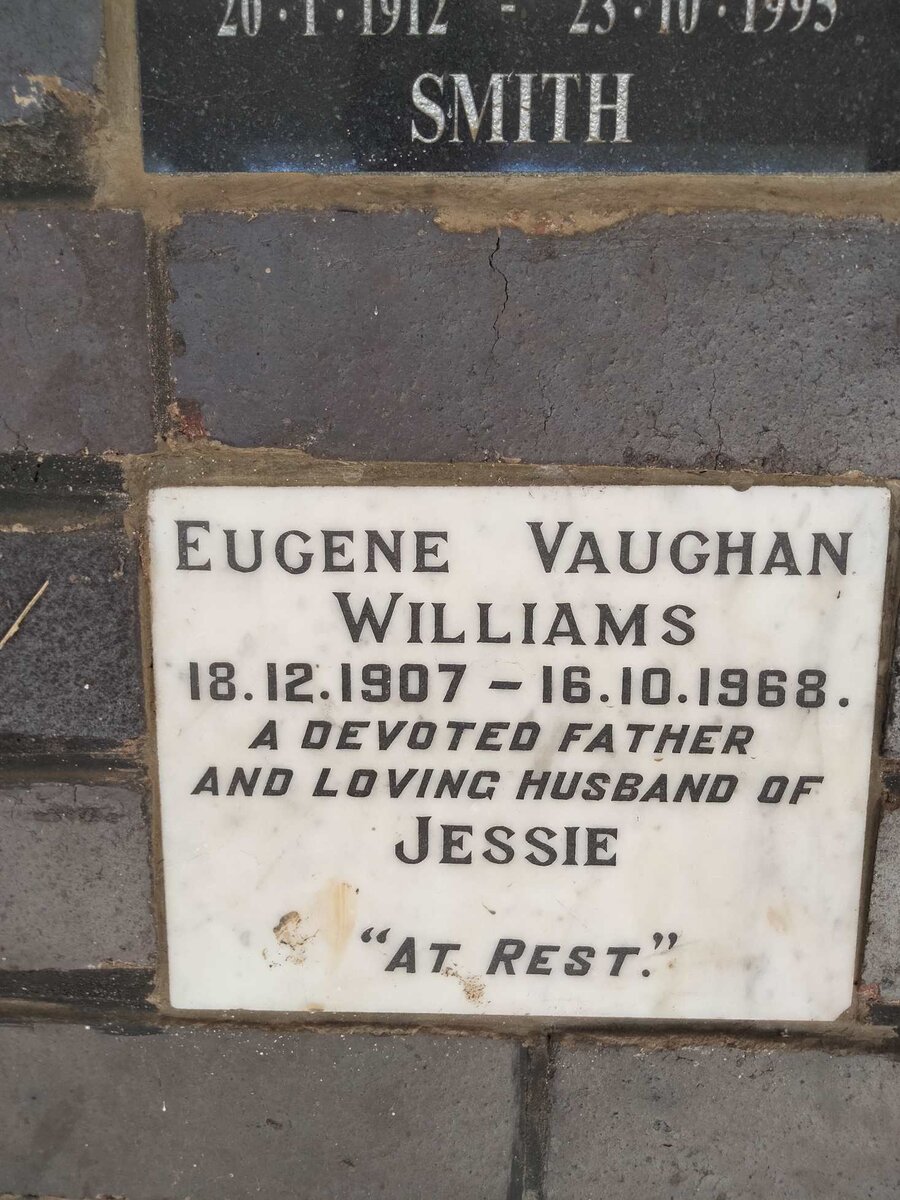 20·1·1912 - 23·10·1995
SMITH
EUGENE VAUGHAN
WILLIAMS
18.12.1907 – 16.10.1968.
A DEVOTED FATHER
AND LOVING HUSBAND OF
JESSIE
“AT REST.”